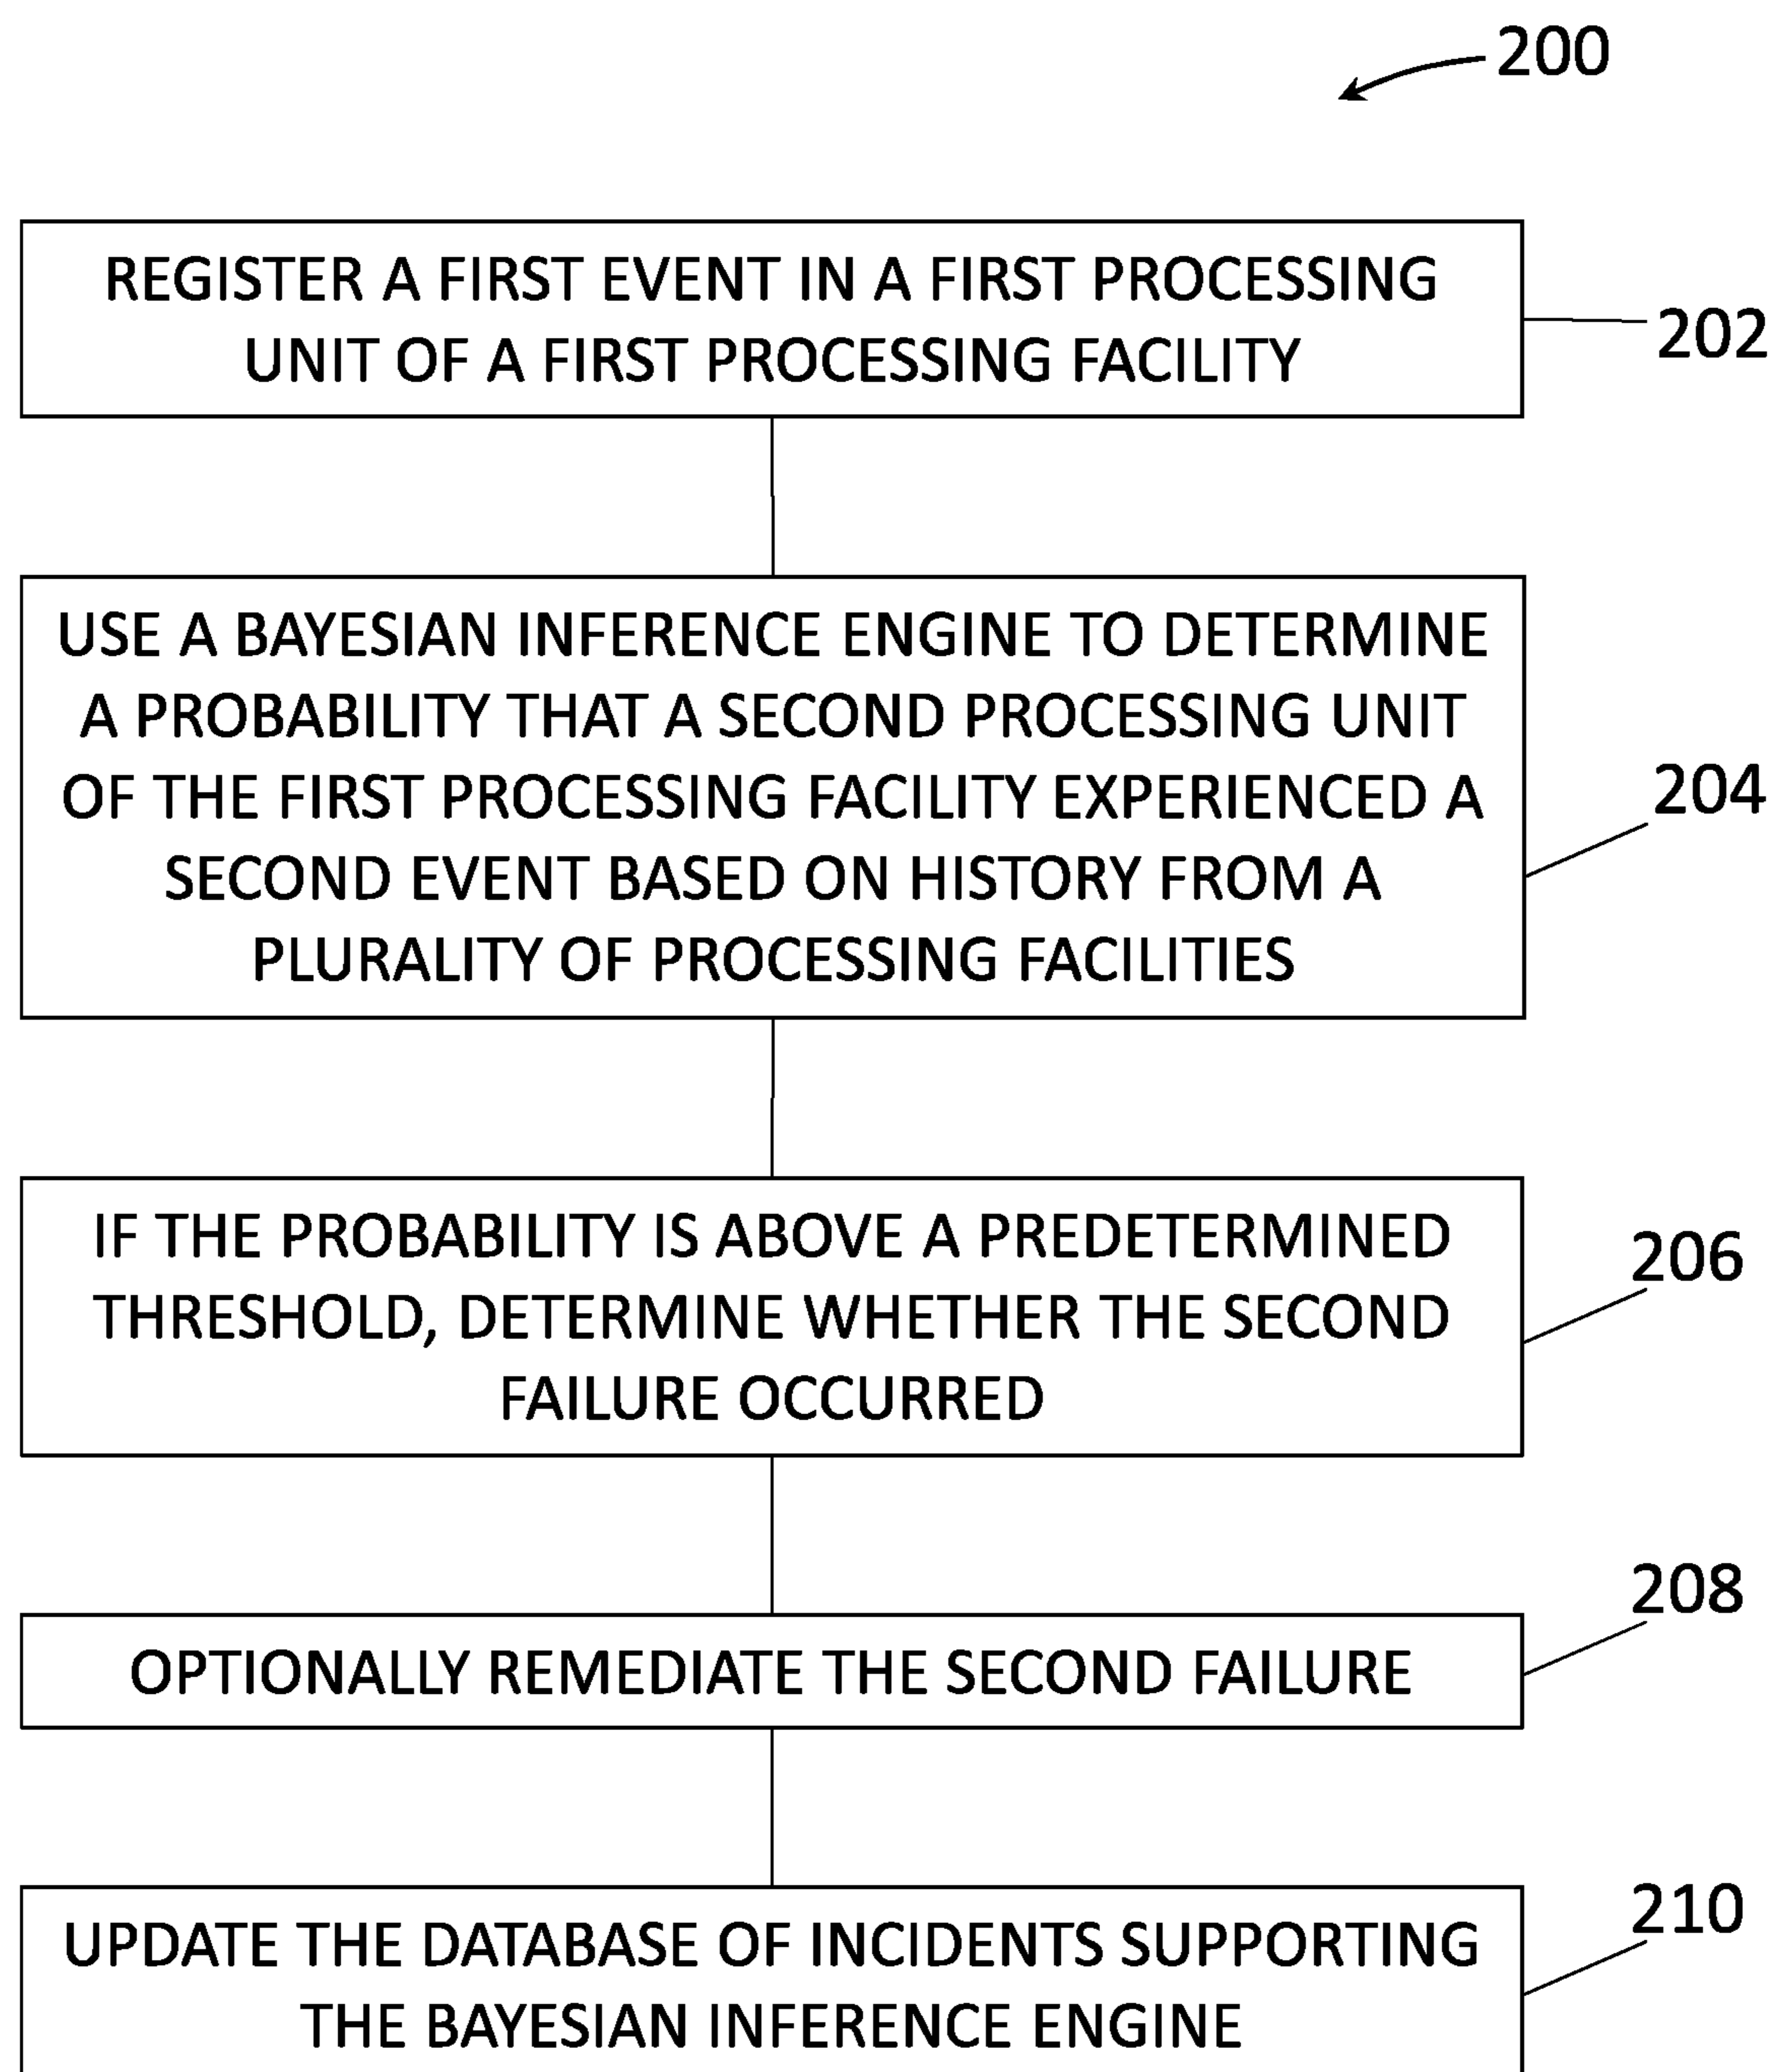 200
REGISTER A FIRST EVENT IN A FIRST PROCESSING
UNIT OF A FIRST PROCESSING FACILITY
202
USE A BAYESIAN INFERENCE ENGINE TO DETERMINE
A PROBABILITY THAT A SECOND PROCESSING UNIT
OF THE FIRST PROCESSING FACILITY EXPERIENCED A
SECOND EVENT BASED ON HISTORY FROM A
PLURALITY OF PROCESSING FACILITIES
204
IF THE PROBABILITY IS ABOVE A PREDETERMINED
THRESHOLD, DETERMINE WHETHER THE SECOND
FAILURE OCCURRED
206
OPTIONALLY REMEDIATE THE SECOND FAILURE
208
UPDATE THE DATABASE OF INCIDENTS SUPPORTING
THE BAYESIAN INFERENCE ENGINE
210